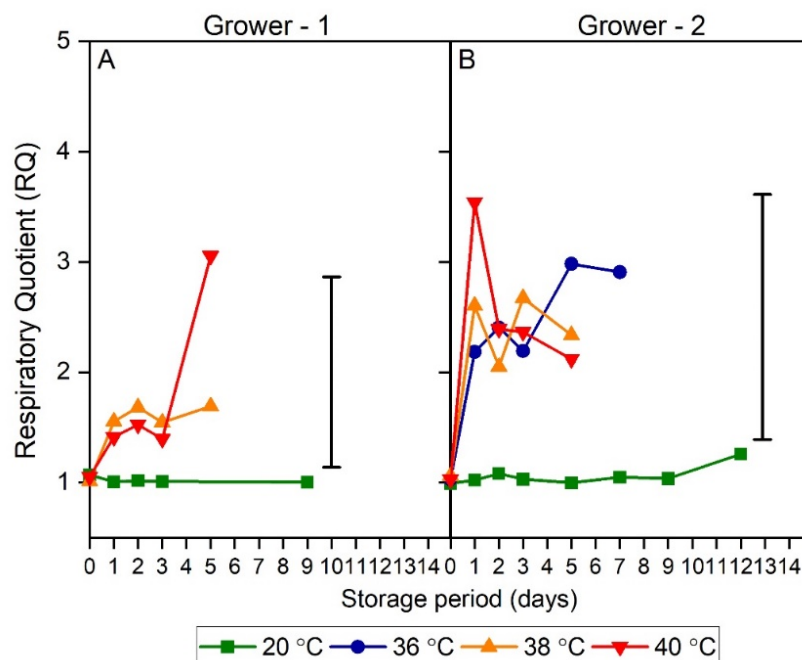 Grower - 1 Grower - 2
A B
Respiratory Quotient (RQ)
5
4
3
2
1
0 1 2 3 4 5 6 7 8 9 10 11 12 13 14 0 1 2 3 4 5 6 7 8 9 10 11 12 13 14
Storage period (days)
20 °C 36 °C 38 °C 40 °C